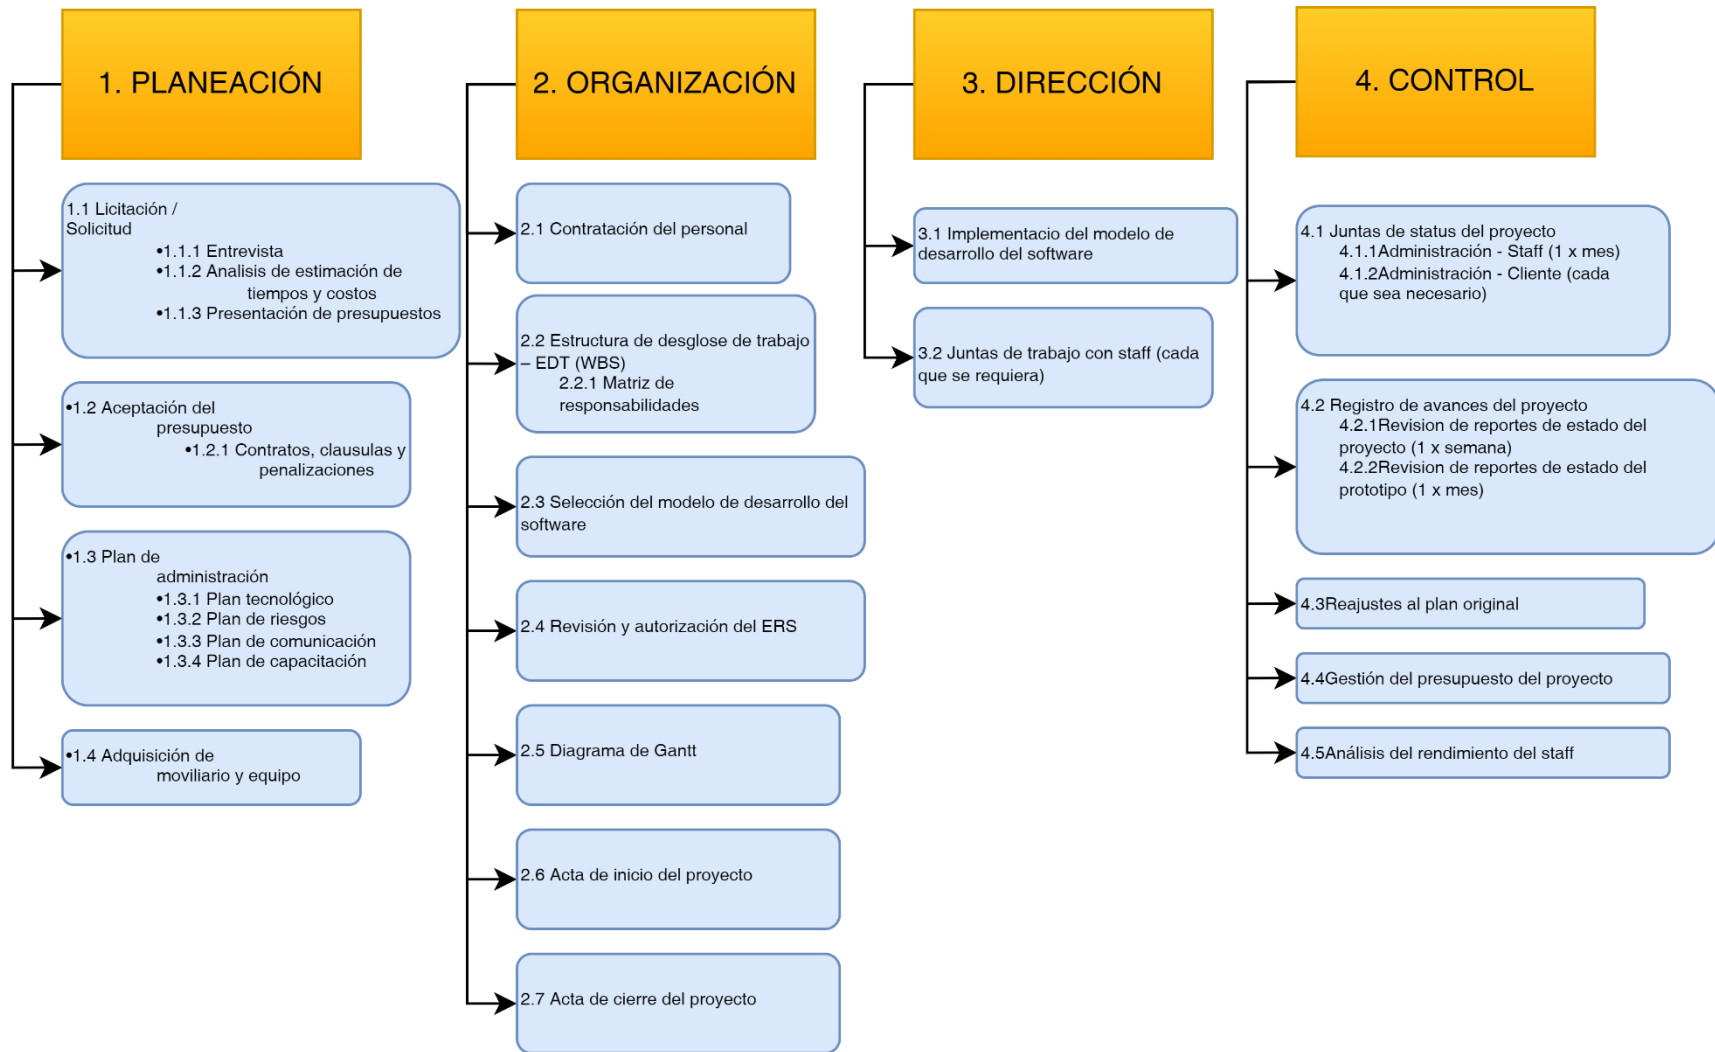 1. PLANEACIÓN
1.1 Licitación /
Solicitud
•1.1.1 Entrevista
•1.1.2 Analisis de estimación de
tiempos y costos
•1.1.3 Presentación de presupuestos
•1.2 Aceptación del
presupuesto
•1.2.1 Contratos, clausulas y
penalizaciones
•1.3 Plan de
administración
•1.3.1 Plan tecnológico
•1.3.2 Plan de riesgos
•1.3.3 Plan de comunicación
•1.3.4 Plan de capacitación
•1.4 Adquisición de
moviliario y equipo
2. ORGANIZACIÓN
2.1 Contratación del personal
2.2 Estructura de desglose de trabajo
– EDT (WBS)
2.2.1 Matriz de
responsabilidades
2.3 Selección del modelo de desarrollo del
software
2.4 Revisión y autorización del ERS
2.5 Diagrama de Gantt
2.6 Acta de inicio del proyecto
2.7 Acta de cierre del proyecto
3. DIRECCIÓN
3.1 Implementacio del modelo de
desarrollo del software
3.2 Juntas de trabajo con staff (cada
que se requiera)
4. CONTROL
4.1 Juntas de status del proyecto
4.1.1Administración - Staff (1 x mes)
4.1.2Administración - Cliente (cada
que sea necesario)
4.2 Registro de avances del proyecto
4.2.1Revision de reportes de estado del
proyecto (1 x semana)
4.2.2Revision de reportes de estado del
prototipo (1 x mes)
4.3Reajustes al plan original
4.4Gestión del presupuesto del proyecto
4.5Análisis del rendimiento del staff